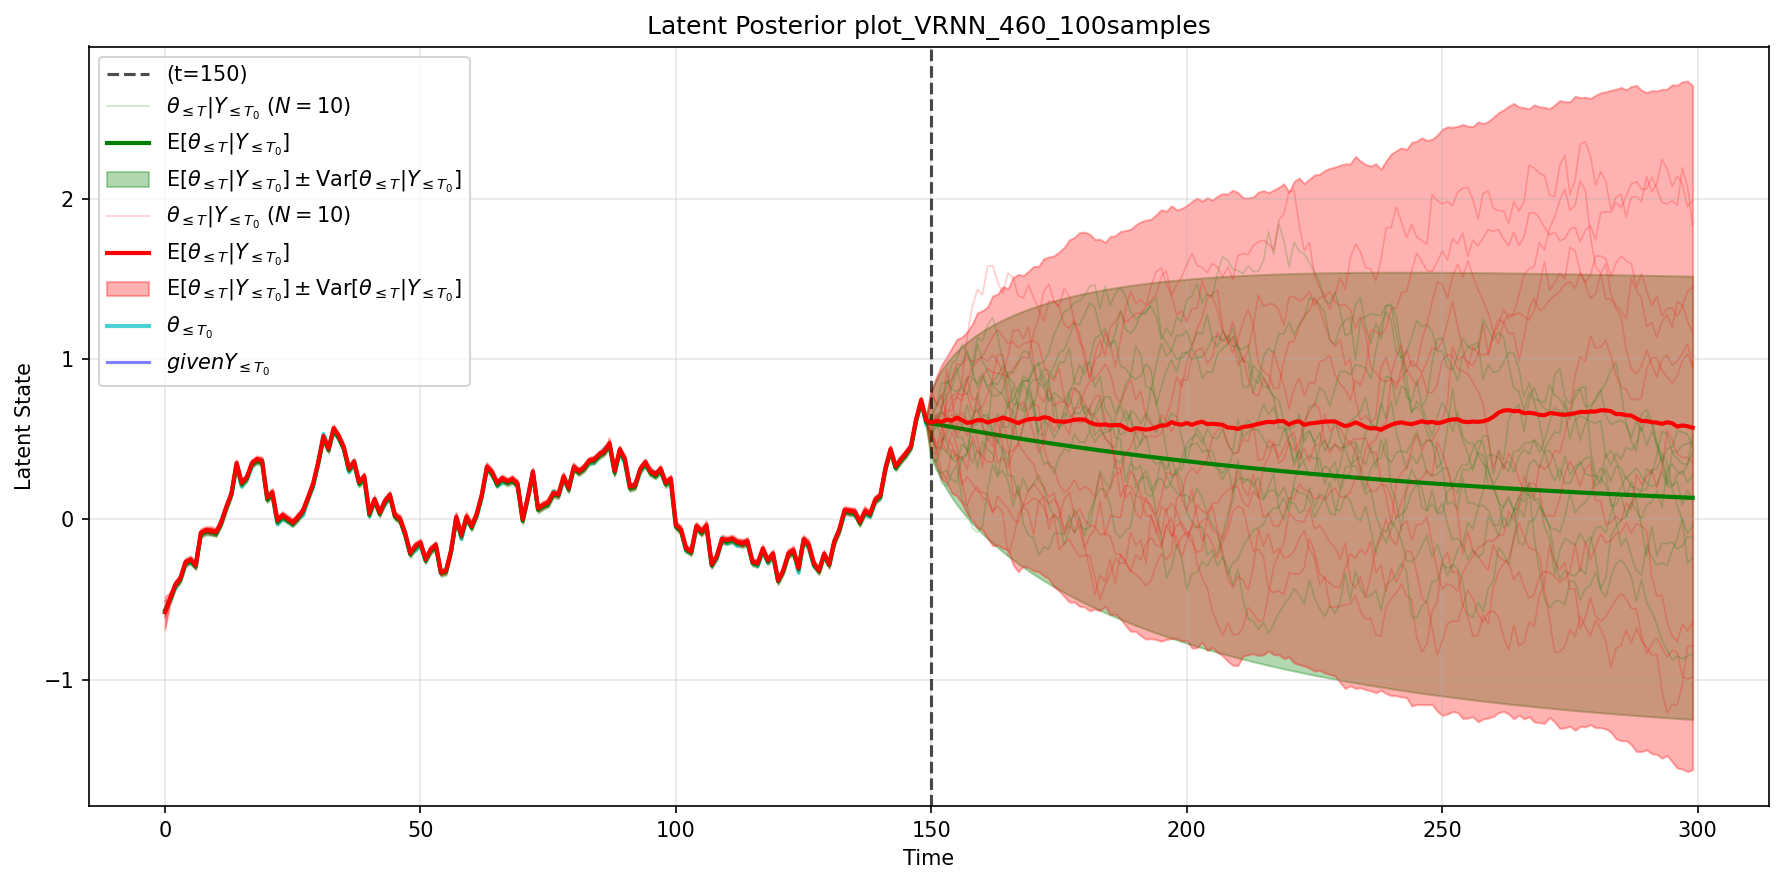 Latent Posterior plot_VRNN_460_100samples
(t=150)
θ≤T|Y≤T₀ (N = 10)
E[θ≤T|Y≤T₀]
E[θ≤T|Y≤T₀] ± Var[θ≤T|Y≤T₀]
θ≤T|Y≤T₀ (N = 10)
E[θ≤T|Y≤T₀]
E[θ≤T|Y≤T₀] ± Var[θ≤T|Y≤T₀]
θ≤T₀
givenY≤T₀
Latent State
2
1
0
−1
0 50 100 150 200 250 300
Time